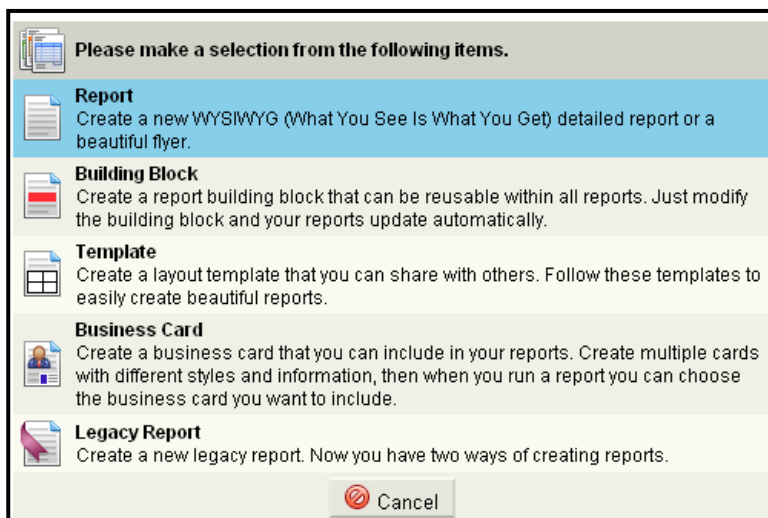 Please make a selection from the following items.
Report
Create a new WYSIWYG (What You See Is What You Get) detailed report or a
beautiful flyer.
Building Block
Create a report building block that can be reusable within all reports. Just modify
the building block and your reports update automatically.
Template
Create a layout template that you can share with others. Follow these templates to
easily create beautiful reports.
Business Card
Create a business card that you can include in your reports. Create multiple cards
with different styles and information, then when you run a report you can choose
the business card you want to include.
Legacy Report
Create a new legacy report. Now you have two ways of creating reports.
Cancel